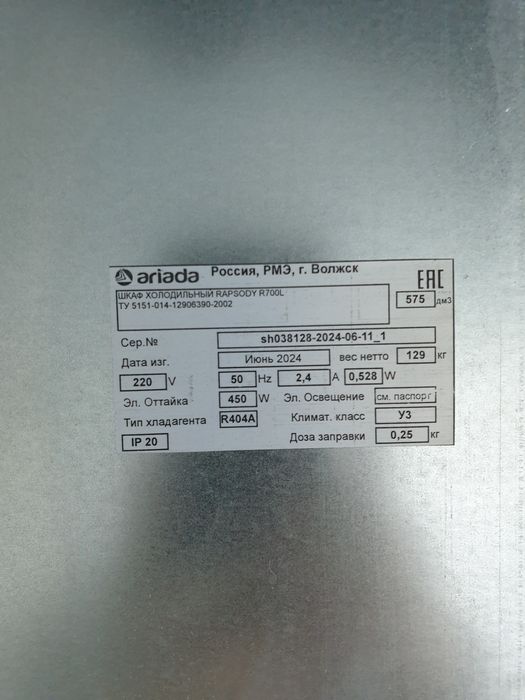 ariada Россия, РМЭ, г. Волжск EAC
ШКАФ ХОЛОДИЛЬНЫЙ RAPSODY R700L
ТУ 5151-014-12906390-2002
575 дм3
Сер.№ sh038128-2024-06-11_1
Дата изг. Июнь 2024 вес нетто 129 кг
220 V 50 Hz 2,4 A 0,528 W
Эл. Оттайка 450 W Эл. Освещение см. паспорт
Тип хладагента R404A Климат. класс У3
IP 20 Доза заправки 0,25 кг